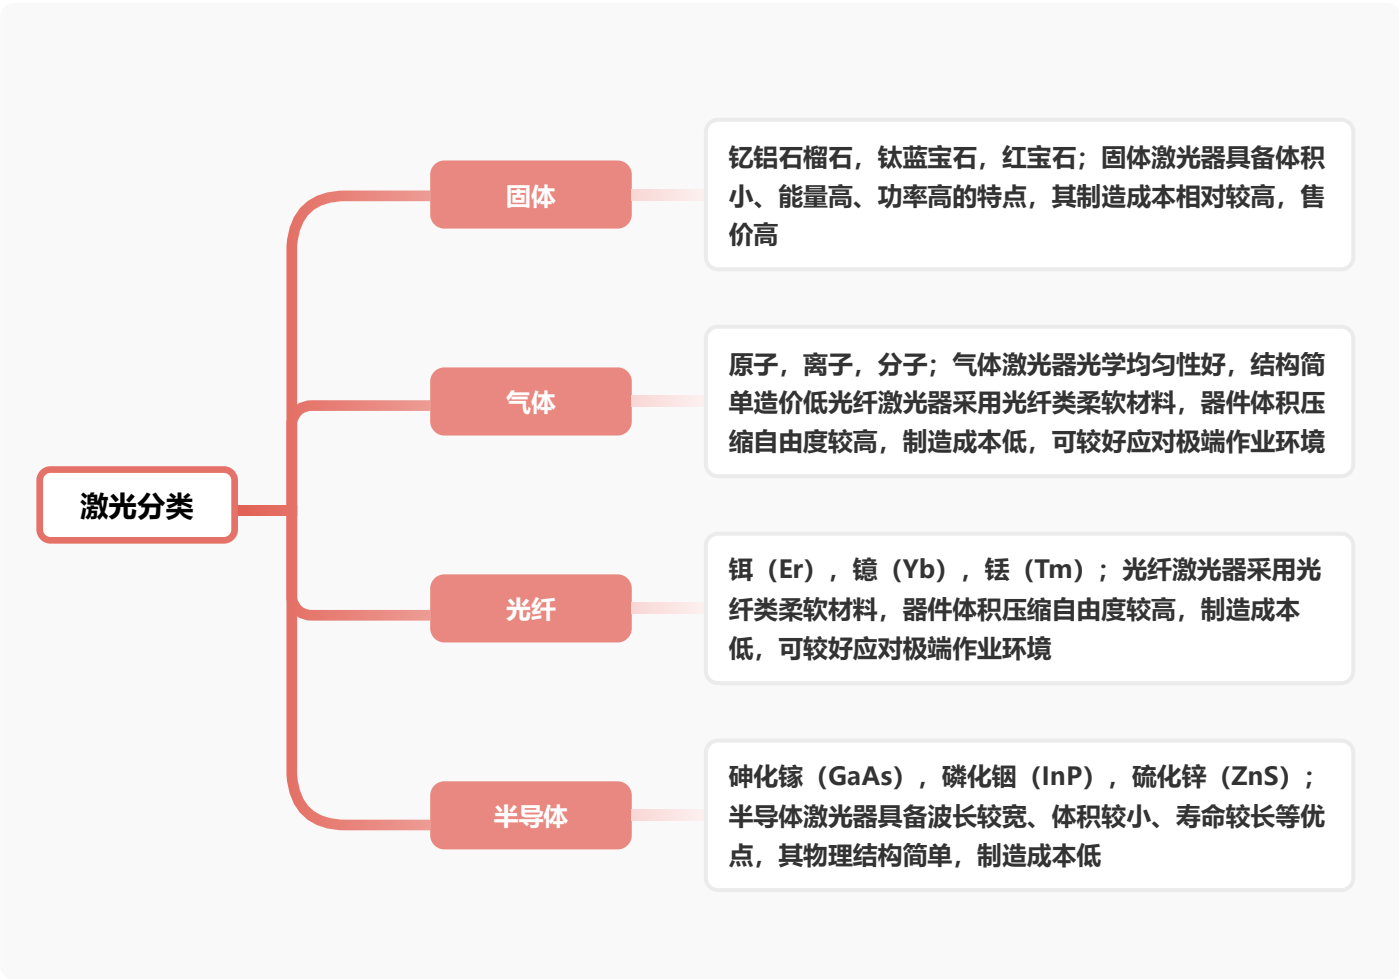 激光分类
固体
钇铝石榴石，钛蓝宝石，红宝石；固体激光器具备体积
小、能量高、功率高的特点，其制造成本相对较高，售
价高
气体
原子，离子，分子；气体激光器光学均匀性好，结构简
单造价低光纤激光器采用光纤类柔软材料，器件体积压
缩自由度较高，制造成本低，可较好应对极端作业环境
光纤
铒（Er），镱（Yb），铥（Tm）；光纤激光器采用光
纤类柔软材料，器件体积压缩自由度较高，制造成本
低，可较好应对极端作业环境
半导体
砷化镓（GaAs），磷化铟（InP），硫化锌（ZnS）；
半导体激光器具备波长较宽、体积较小、寿命较长等优
点，其物理结构简单，制造成本低